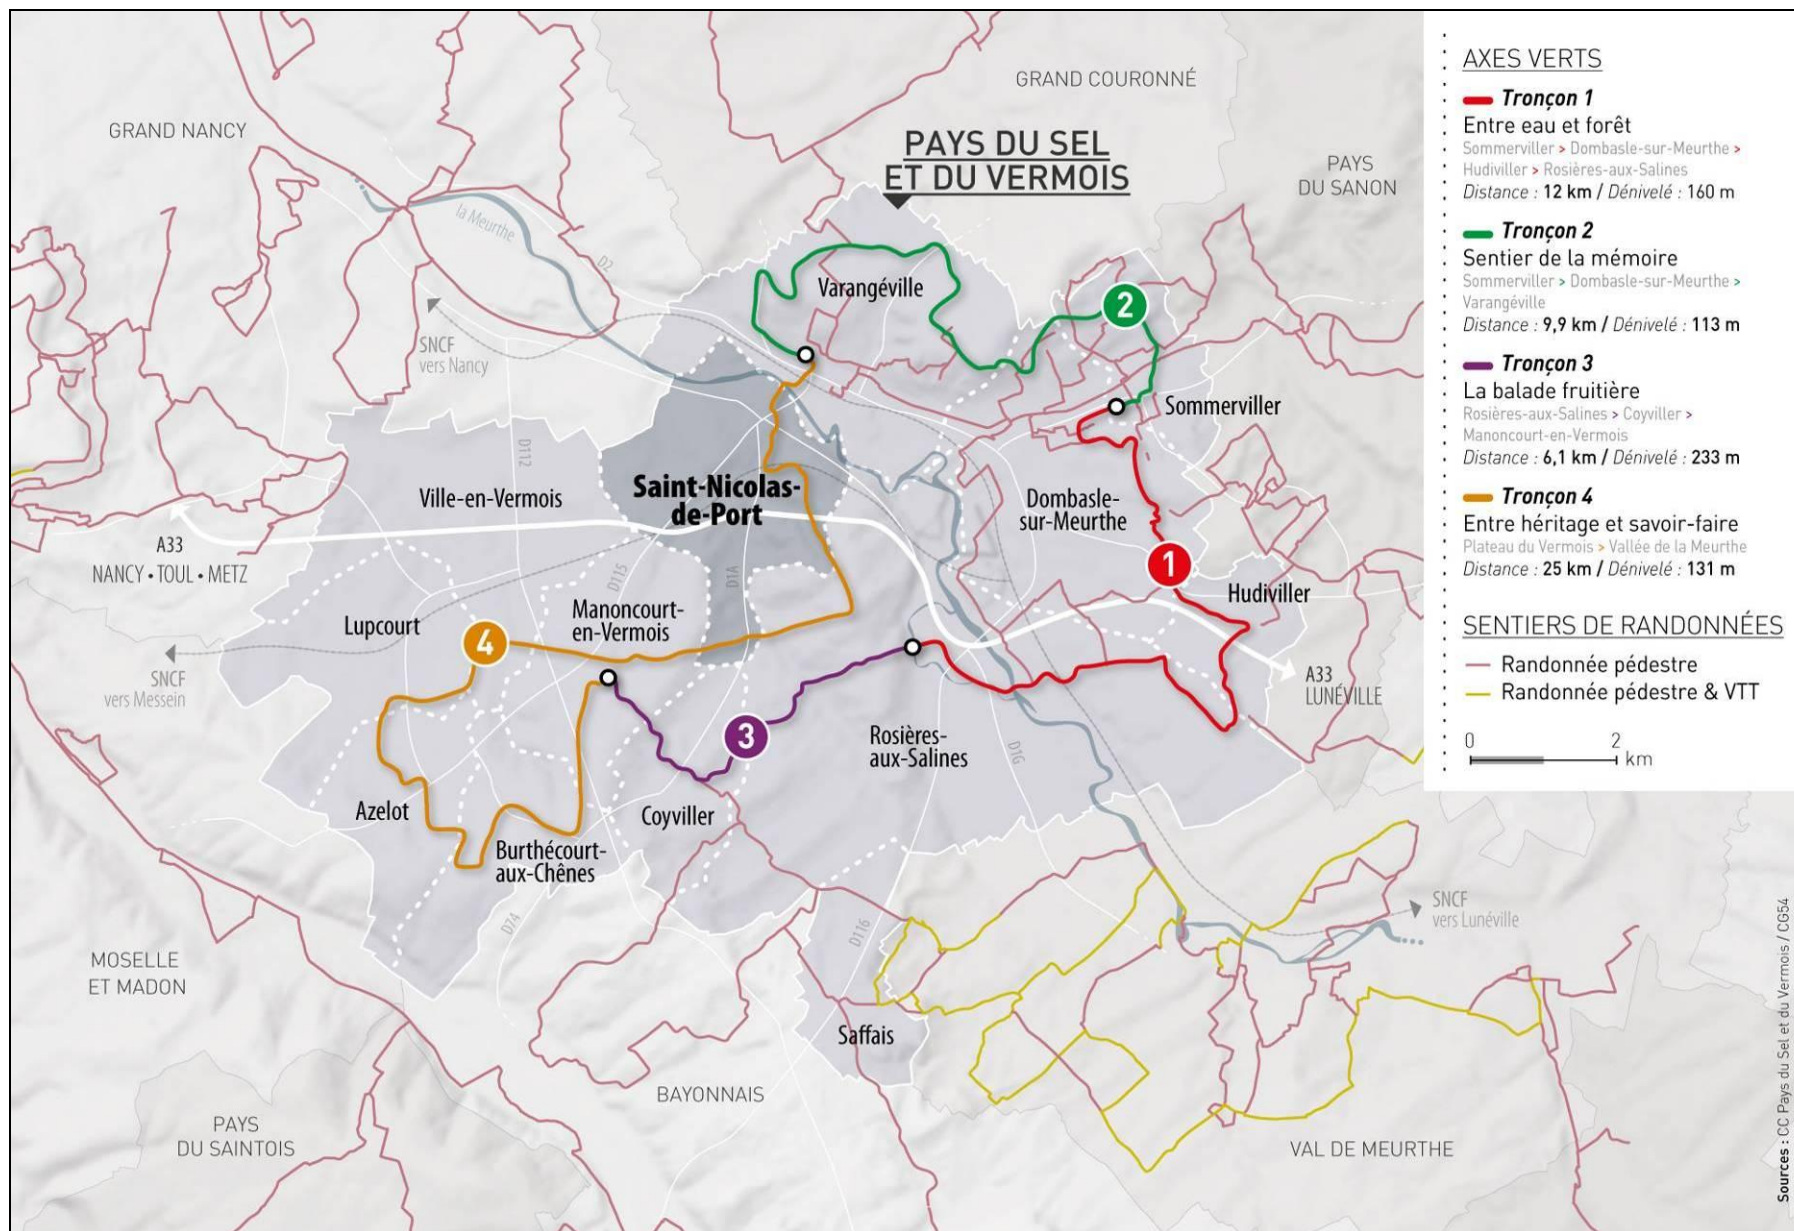 GRAND COURONNÉ
GRAND NANCY
PAYS DU SEL
ET DU VERMOIS
PAYS
DU SANON
la Meurthe
D2
Varangéville
2
SNCF
vers Nancy
Sommerviller
D112
Ville-en-Vermois
Saint-Nicolas-
de-Port
Dombasle-
sur-Meurthe
A33
NANCY • TOUL • METZ
1
D115
D1A
Hudiviller
Manoncourt-
en-Vermois
Lupcourt
4
SNCF
vers Messein
A33
LUNÉVILLE
3
Rosières-
aux-Salines
D1G
Azelot
Coyviller
Burthécourt-
aux-Chênes
D74
D116
SNCF
vers Lunéville
MOSELLE
ET MADON
Saffais
BAYONNAIS
PAYS
DU SAINTOIS
VAL DE MEURTHE
AXES VERTS
Tronçon 1
Entre eau et forêt
Sommerviller > Dombasle-sur-Meurthe >
Hudiviller > Rosières-aux-Salines
Distance : 12 km / Dénivelé : 160 m
Tronçon 2
Sentier de la mémoire
Sommerviller > Dombasle-sur-Meurthe >
Varangéville
Distance : 9,9 km / Dénivelé : 113 m
Tronçon 3
La balade fruitière
Rosières-aux-Salines > Coyviller >
Manoncourt-en-Vermois
Distance : 6,1 km / Dénivelé : 233 m
Tronçon 4
Entre héritage et savoir-faire
Plateau du Vermois > Vallée de la Meurthe
Distance : 25 km / Dénivelé : 131 m
SENTIERS DE RANDONNÉES
Randonnée pédestre
Randonnée pédestre & VTT
0 2
km
Sources : CC Pays du Sel et du Vermois / CG54